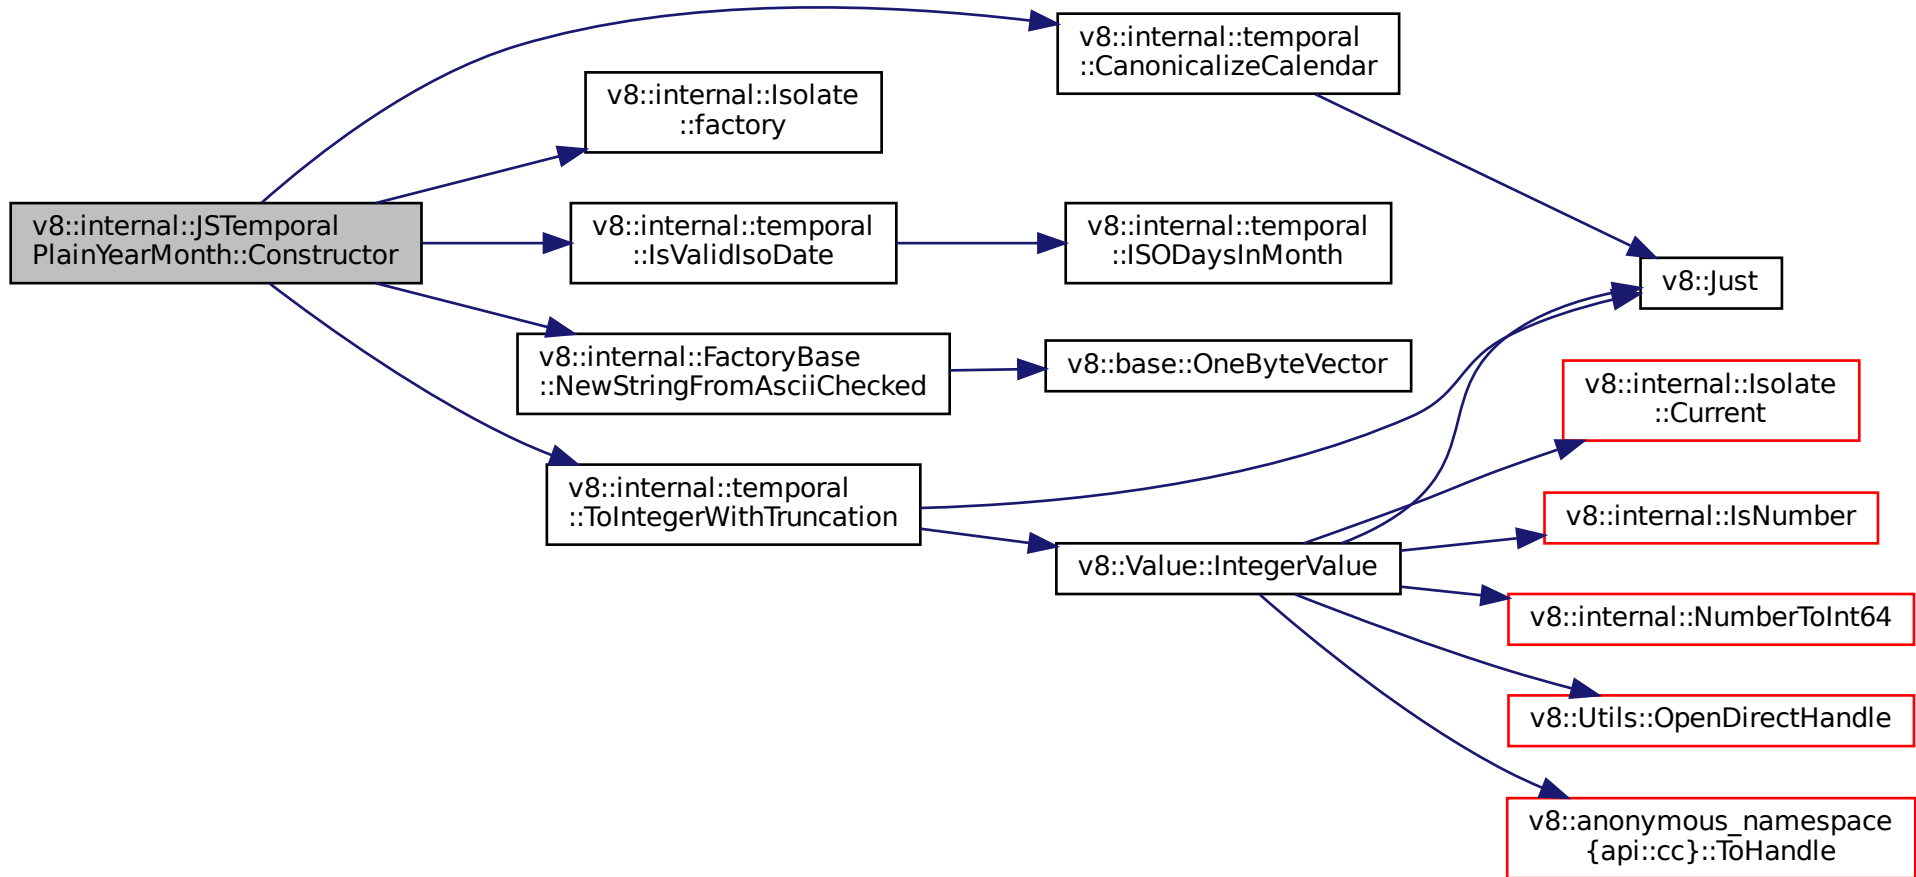 v8::internal::JSTemporal
PlainYearMonth::Constructor
v8::internal::temporal
::CanonicalizeCalendar
v8::internal::Isolate
::factory
v8::internal::temporal
::IsValidIsoDate
v8::internal::temporal
::ISODaysInMonth
v8::Just
v8::internal::FactoryBase
::NewStringFromAsciiChecked
v8::base::OneByteVector
v8::internal::Isolate
::Current
v8::internal::temporal
::ToIntegerWithTruncation
v8::internal::IsNumber
v8::Value::IntegerValue
v8::internal::NumberToInt64
v8::Utils::OpenDirectHandle
v8::anonymous_namespace
{api::cc}::ToHandle